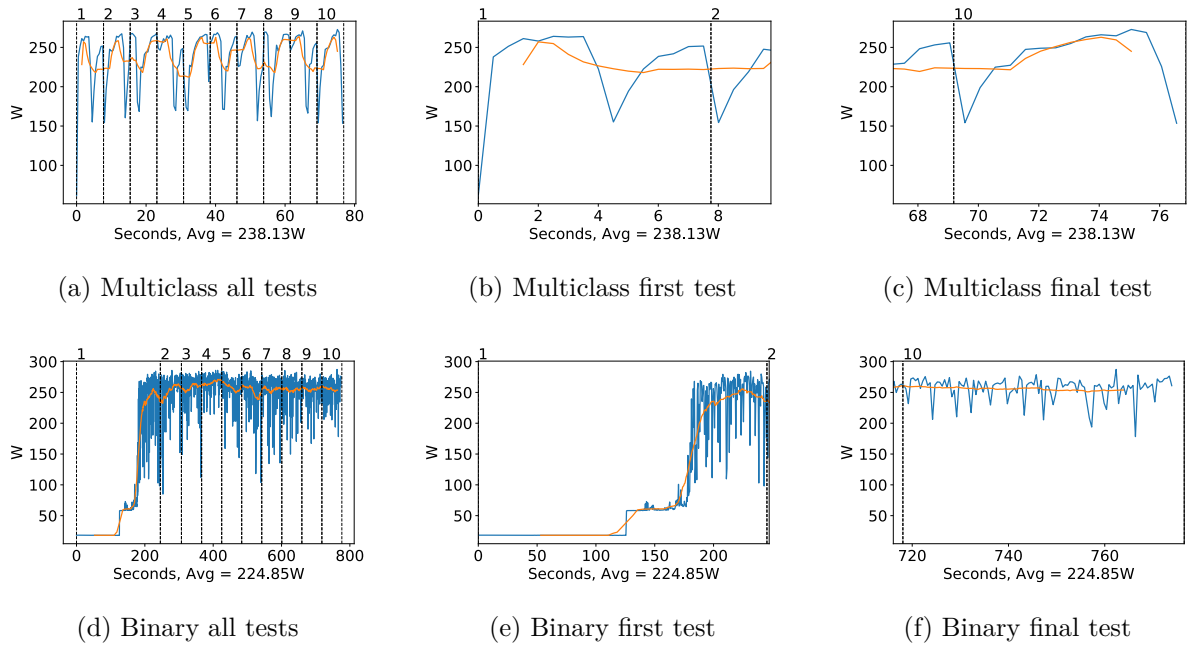 1 2 3 4 5 6 7 8 9 10
250
200
150
100
W
0 20 40 60 80
Seconds, Avg = 238.13W
(a) Multiclass all tests
1 2
250
200
150
100
W
0 2 4 6 8
Seconds, Avg = 238.13W
(b) Multiclass first test
10
250
200
150
100
W
68 70 72 74 76
Seconds, Avg = 238.13W
(c) Multiclass final test
1 2 3 4 5 6 7 8 9 10
300
250
200
150
100
50
W
0 200 400 600 800
Seconds, Avg = 224.85W
(d) Binary all tests
1 2
300
250
200
150
100
50
W
0 50 100 150 200
Seconds, Avg = 224.85W
(e) Binary first test
10
300
250
200
150
100
50
W
720 740 760
Seconds, Avg = 224.85W
(f) Binary final test